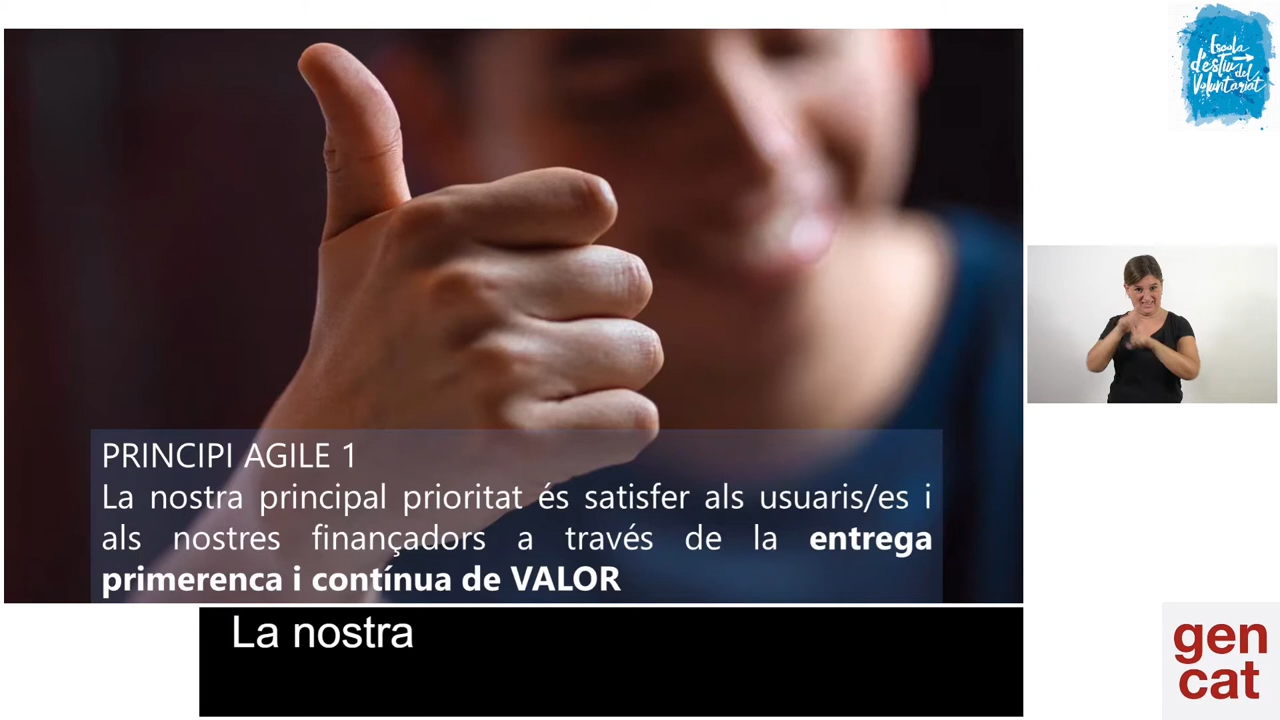 Escola
d'estiu
del
Voluntariat
PRINCIPI AGILE 1
La nostra principal prioritat és satisfer als usuaris/es i
als nostres finançadors a través de la entrega
primerenca i contínua de VALOR
La nostra
gen
cat